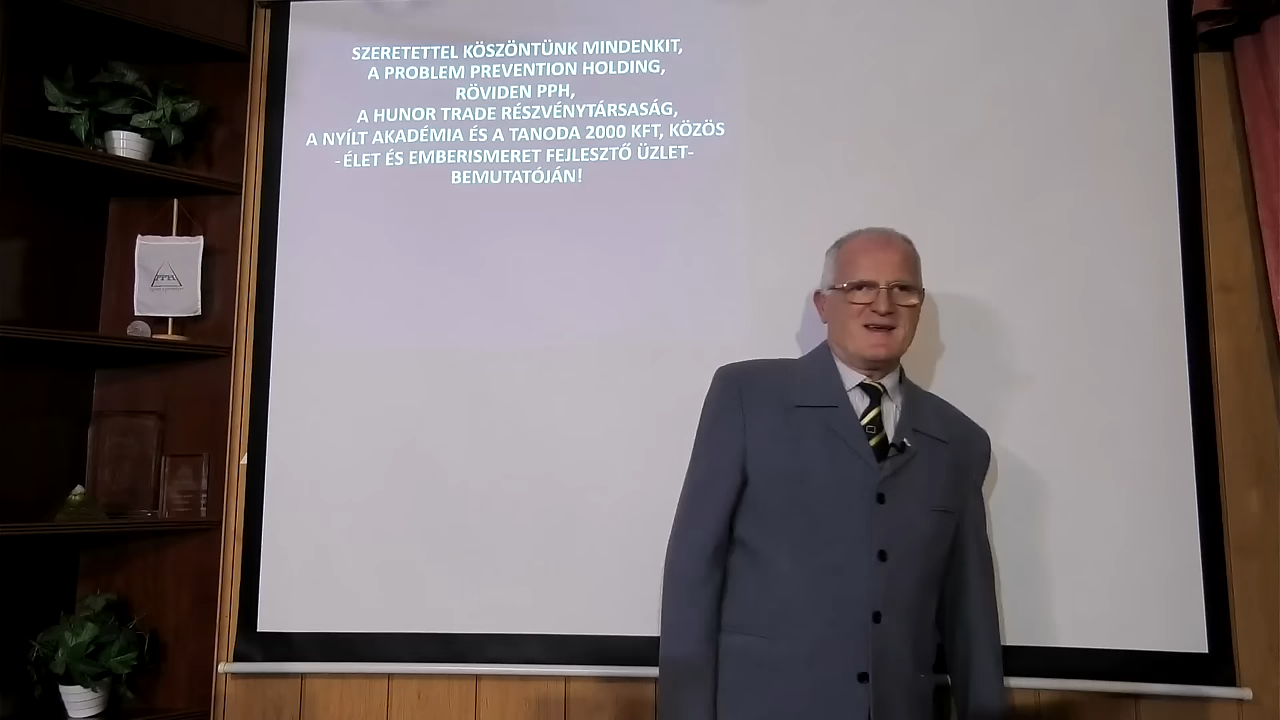 SZERETETTEL KÖSZÖNTÜNK MINDENKIT,
A PROBLEM PREVENTION HOLDING,
RÖVIDEN PPH,
A HUNOR TRADE RÉSZVÉNYTÁRSASÁG,
A NYÍLT AKADÉMIA ÉS A TANODA 2000 KFT, KÖZÖS
-ÉLET ÉS EMBERISMERET FEJLESZTŐ ÜZLET-
BEMUTATÓJÁN!
PPH